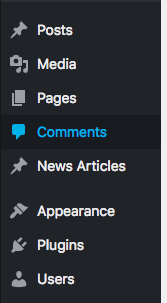 Posts
Media
Pages
Comments
News Articles
Appearance
Plugins
Users